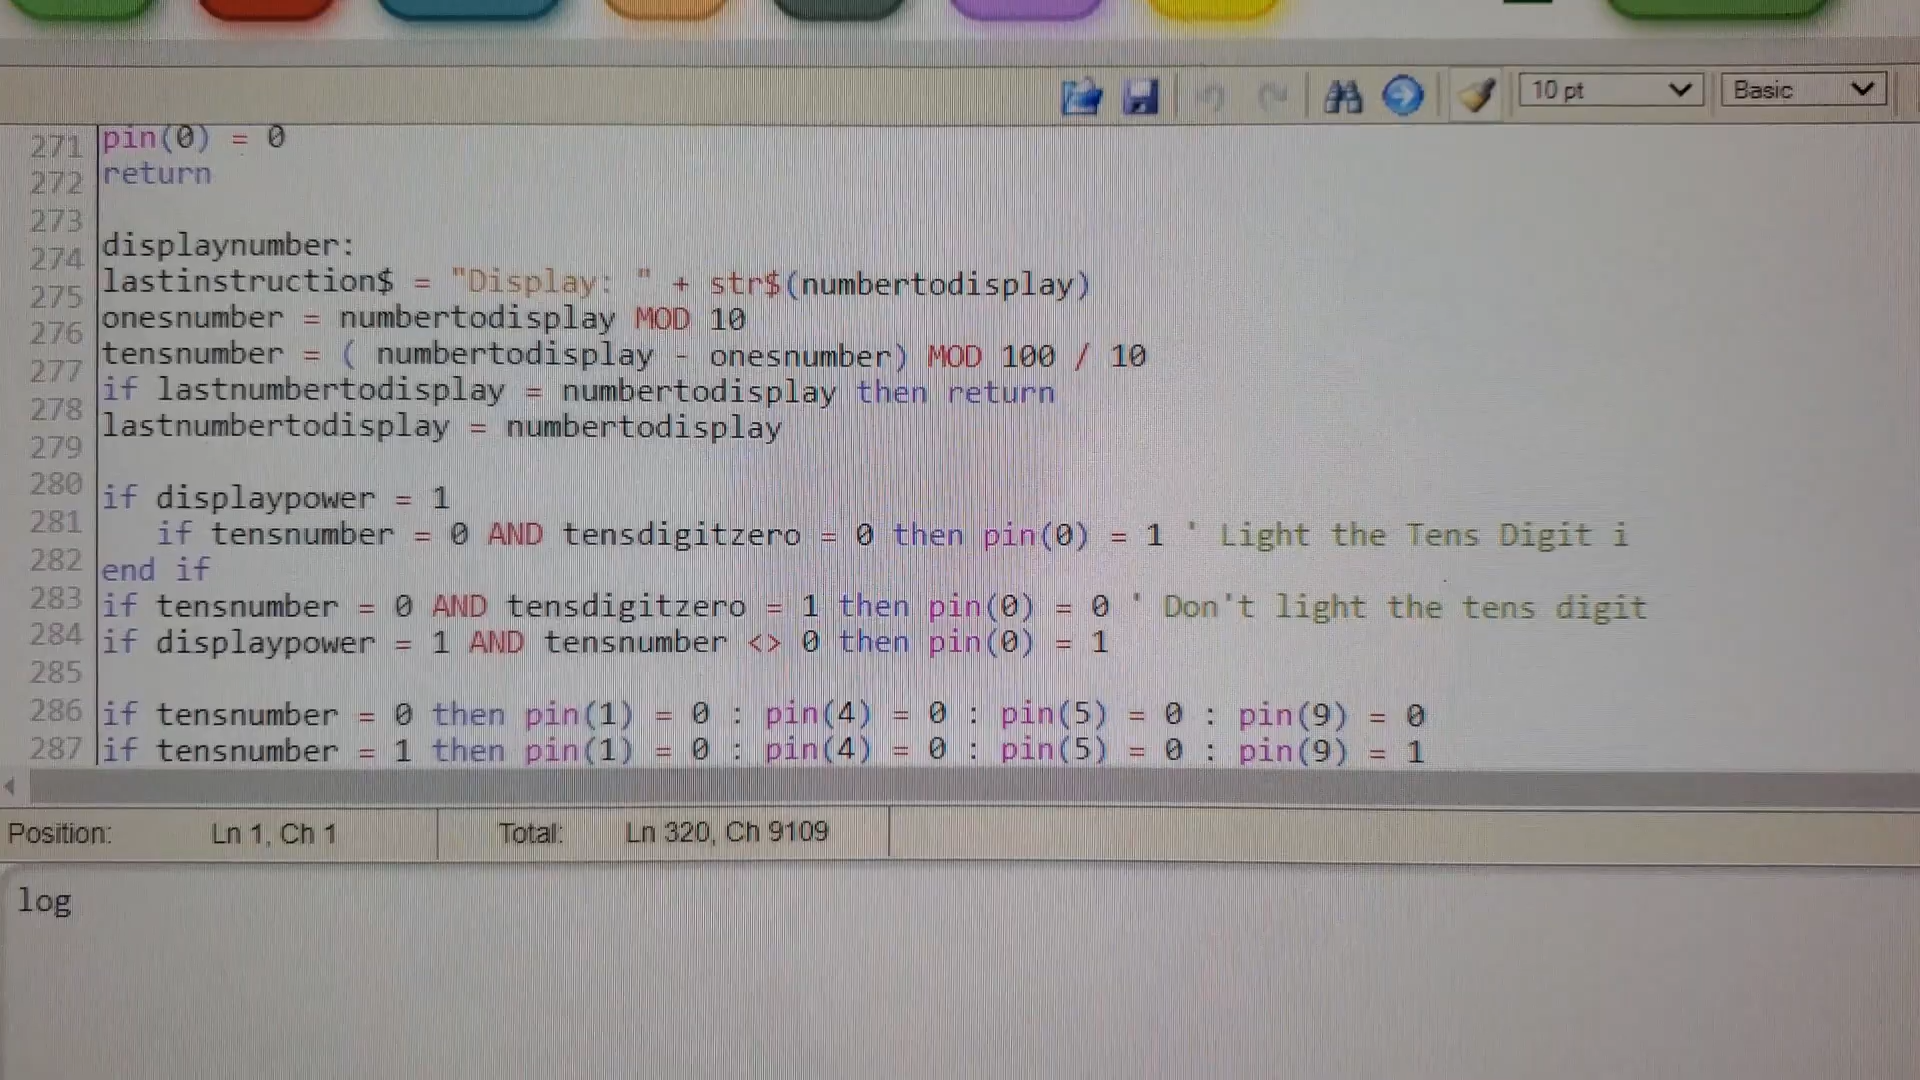 10 pt
Basic
271 pin(0) = 0
272 return
273
274 displaynumber:
275 lastinstruction$ = "Display: " + str$(numbertodisplay)
276 onesnumber = numbertodisplay MOD 10
277 tensnumber = ( numbertodisplay - onesnumber) MOD 100 / 10
278 if lastnumbertodisplay = numbertodisplay then return
279 lastnumbertodisplay = numbertodisplay
280
281 if displaypower = 1
282 if tensnumber = 0 AND tensdigitzero = 0 then pin(0) = 1 ' Light the Tens Digit i
283 end if
284 if tensnumber = 0 AND tensdigitzero = 1 then pin(0) = 0 ' Don't light the tens digit
285 if displaypower = 1 AND tensnumber <> 0 then pin(0) = 1
286 if tensnumber = 0 then pin(1) = 0 : pin(4) = 0 : pin(5) = 0 : pin(9) = 0
287 if tensnumber = 1 then pin(1) = 0 : pin(4) = 0 : pin(5) = 0 : pin(9) = 1
Position: Ln 1, Ch 1 Total: Ln 320, Ch 9109
log